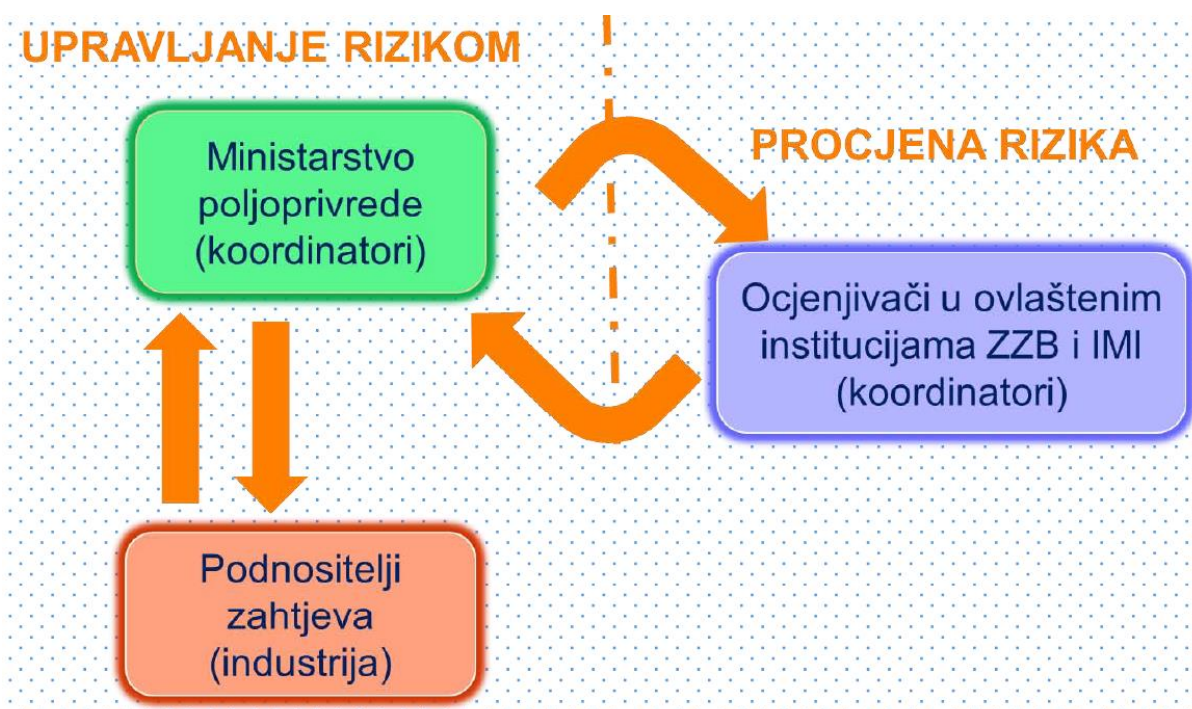 UPRAVLJANJE RIZIKOM
Ministarstvo
poljoprivrede
(koordinatori)
PROCJENA RIZIKA
Ocjenjivači u ovlaštenim
institucijama ZZB i IMI
(koordinatori)
Podnositelji
zahtjeva
(industrija)